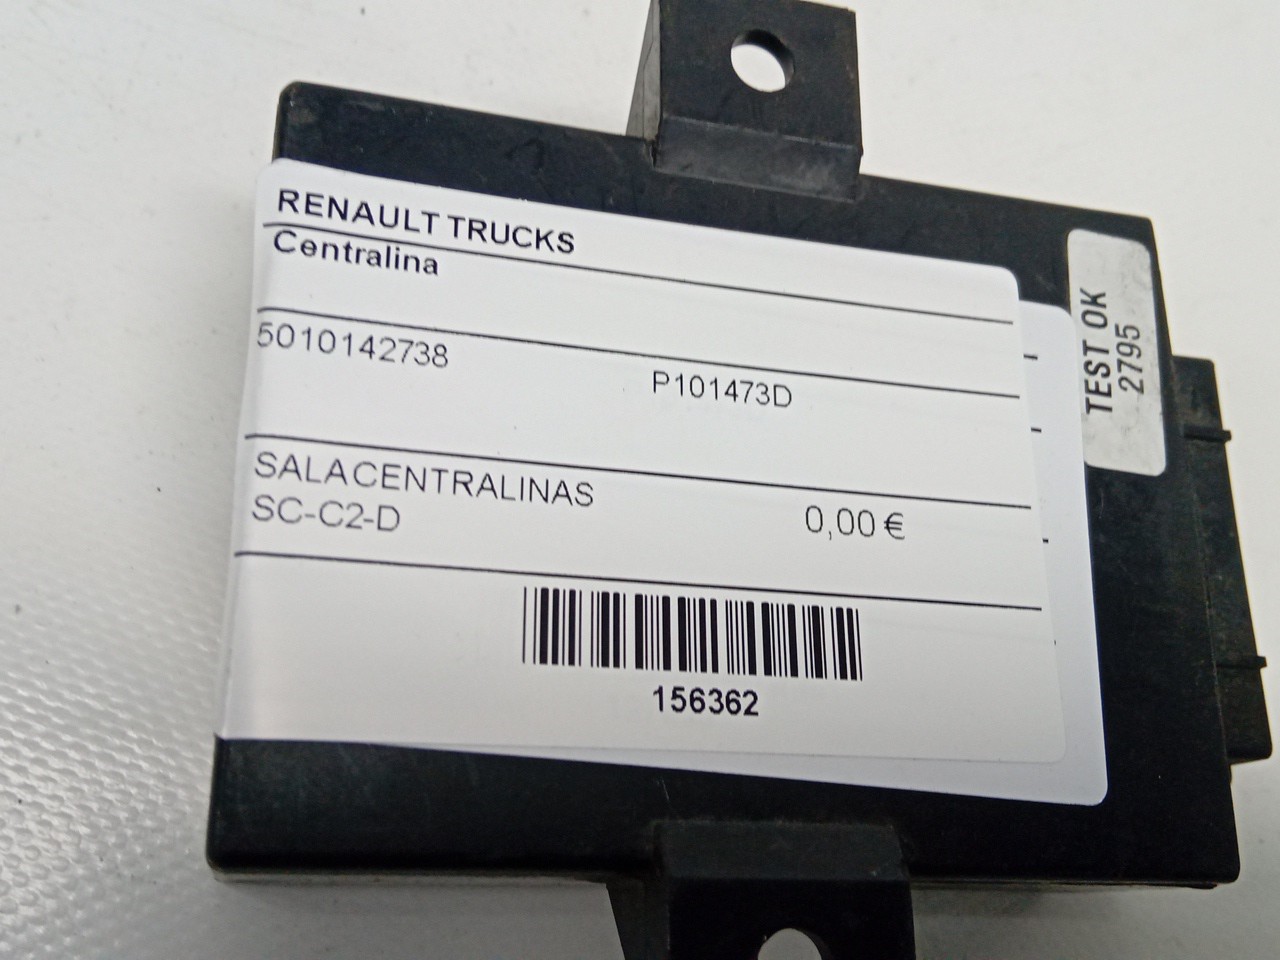 RENAULT TRUCKS
Centralina
5010142738
P101473D
SALACENTRALINAS
SC-C2-D
0,00 €
156362
TEST OK
2795